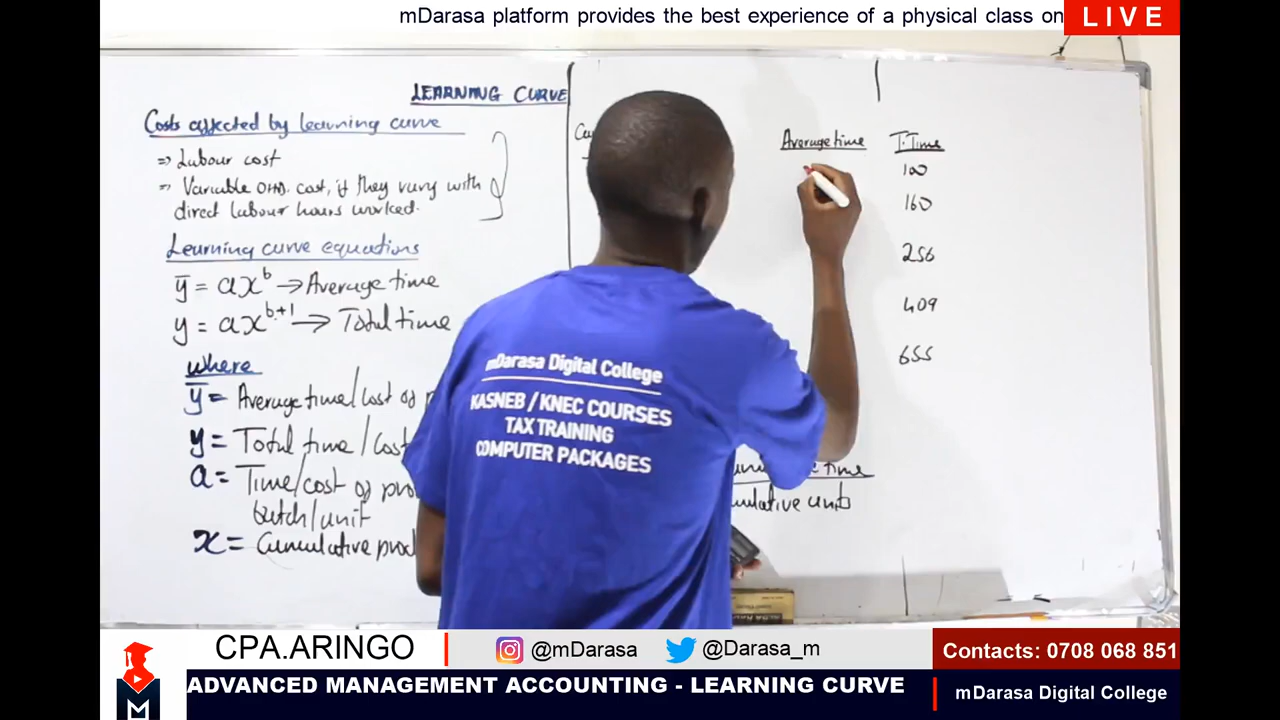 mDarasa platform provides the best experience of a physical class on
LIVE
LEARNING CURVE
Costs affected by learning curve
⇒ Labour cost
⇒ Variable OHD. cost, if they vary with
direct labour hours worked.
Learning curve equations
ȳ = ax^b → Average time
y = ax^b+1 → Total time
where
ȳ = Average time/cost of
y = Total time / cost
a = Time/cost of
batch/unit
x = Cumulative
Average time
T.Time
100
160
256
409
655
time
units
mDarasa Digital College
KASNEB / KNEC COURSES
TAX TRAINING
COMPUTER PACKAGES
CPA.ARINGO
@mDarasa
@Darasa_m
Contacts: 0708 068 851
M
ADVANCED MANAGEMENT ACCOUNTING - LEARNING CURVE
mDarasa Digital College